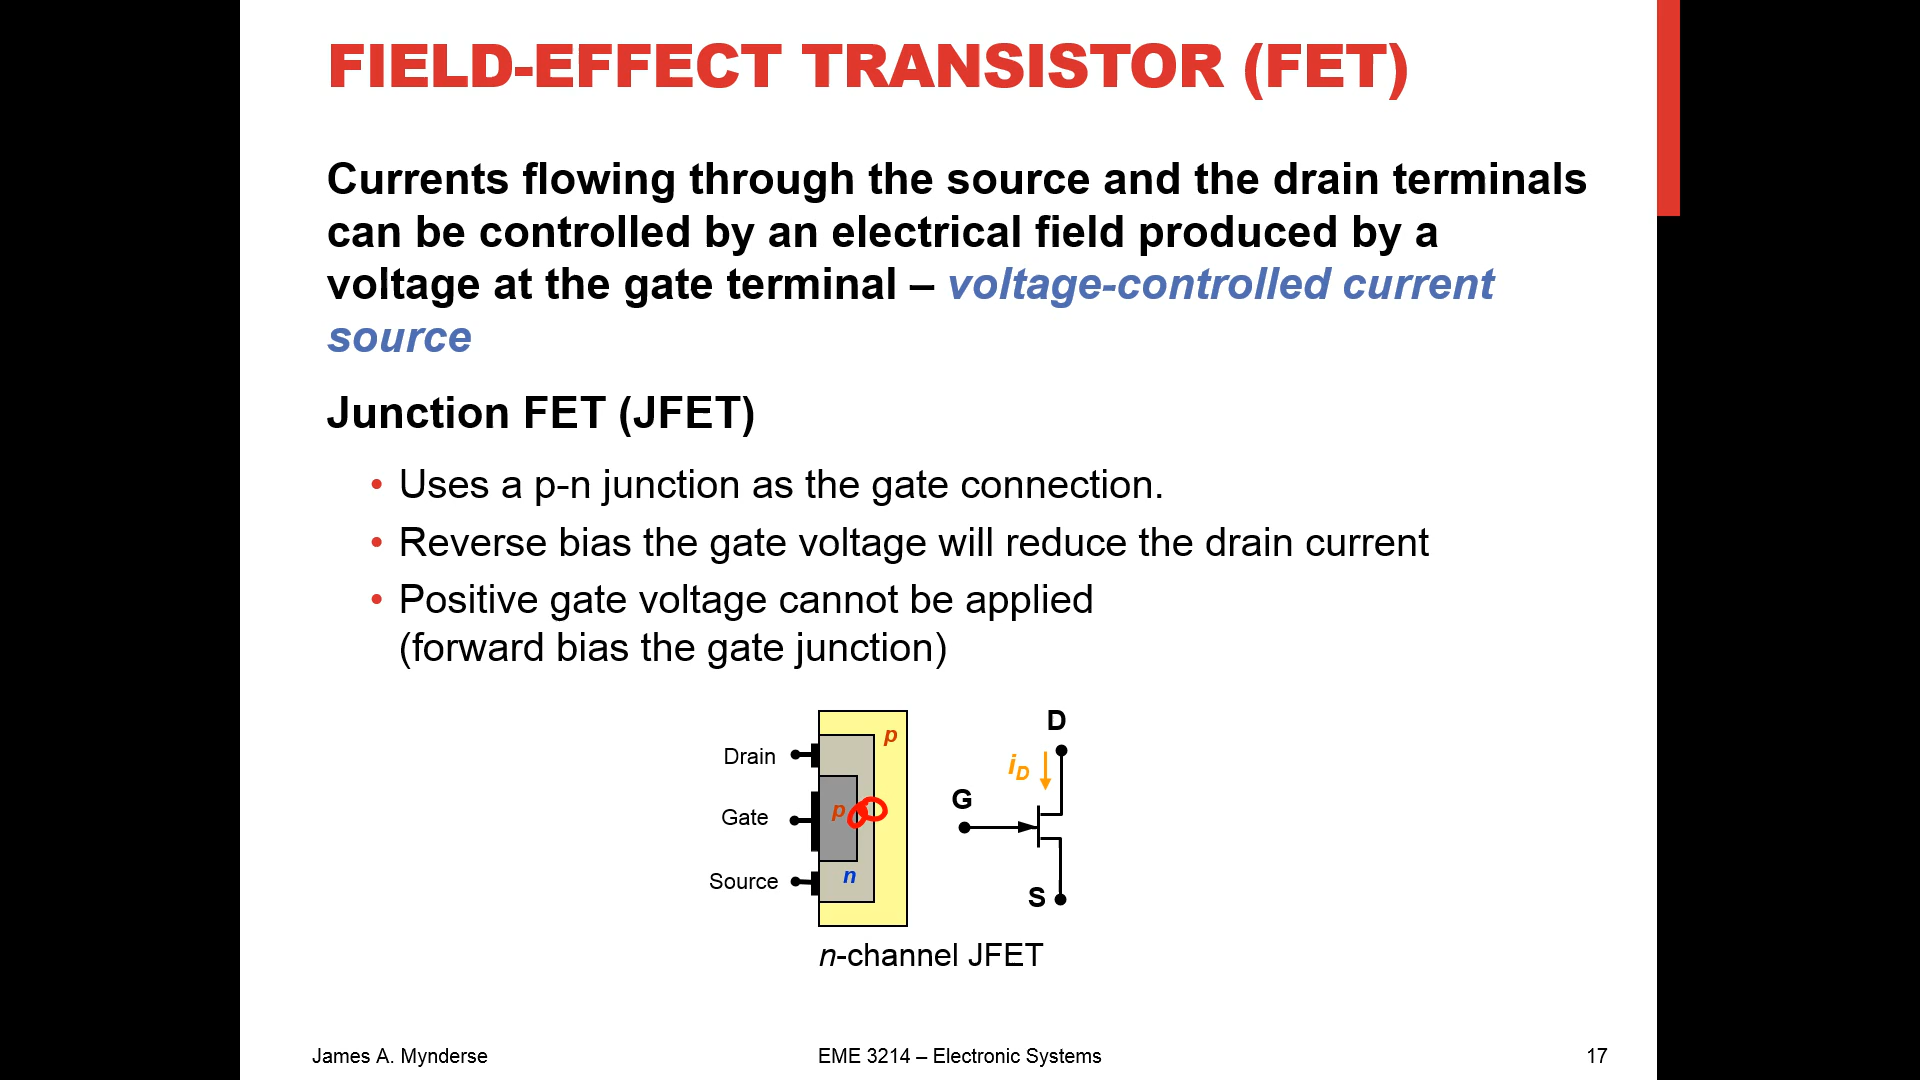 FIELD-EFFECT TRANSISTOR (FET)
Currents flowing through the source and the drain terminals
can be controlled by an electrical field produced by a
voltage at the gate terminal – voltage-controlled current
source
Junction FET (JFET)
• Uses a p-n junction as the gate connection.
• Reverse bias the gate voltage will reduce the drain current
• Positive gate voltage cannot be applied
(forward bias the gate junction)
D
p
Drain
iD
G
p
Gate
n
Source
S
n-channel JFET
James A. Mynderse
EME 3214 – Electronic Systems
17